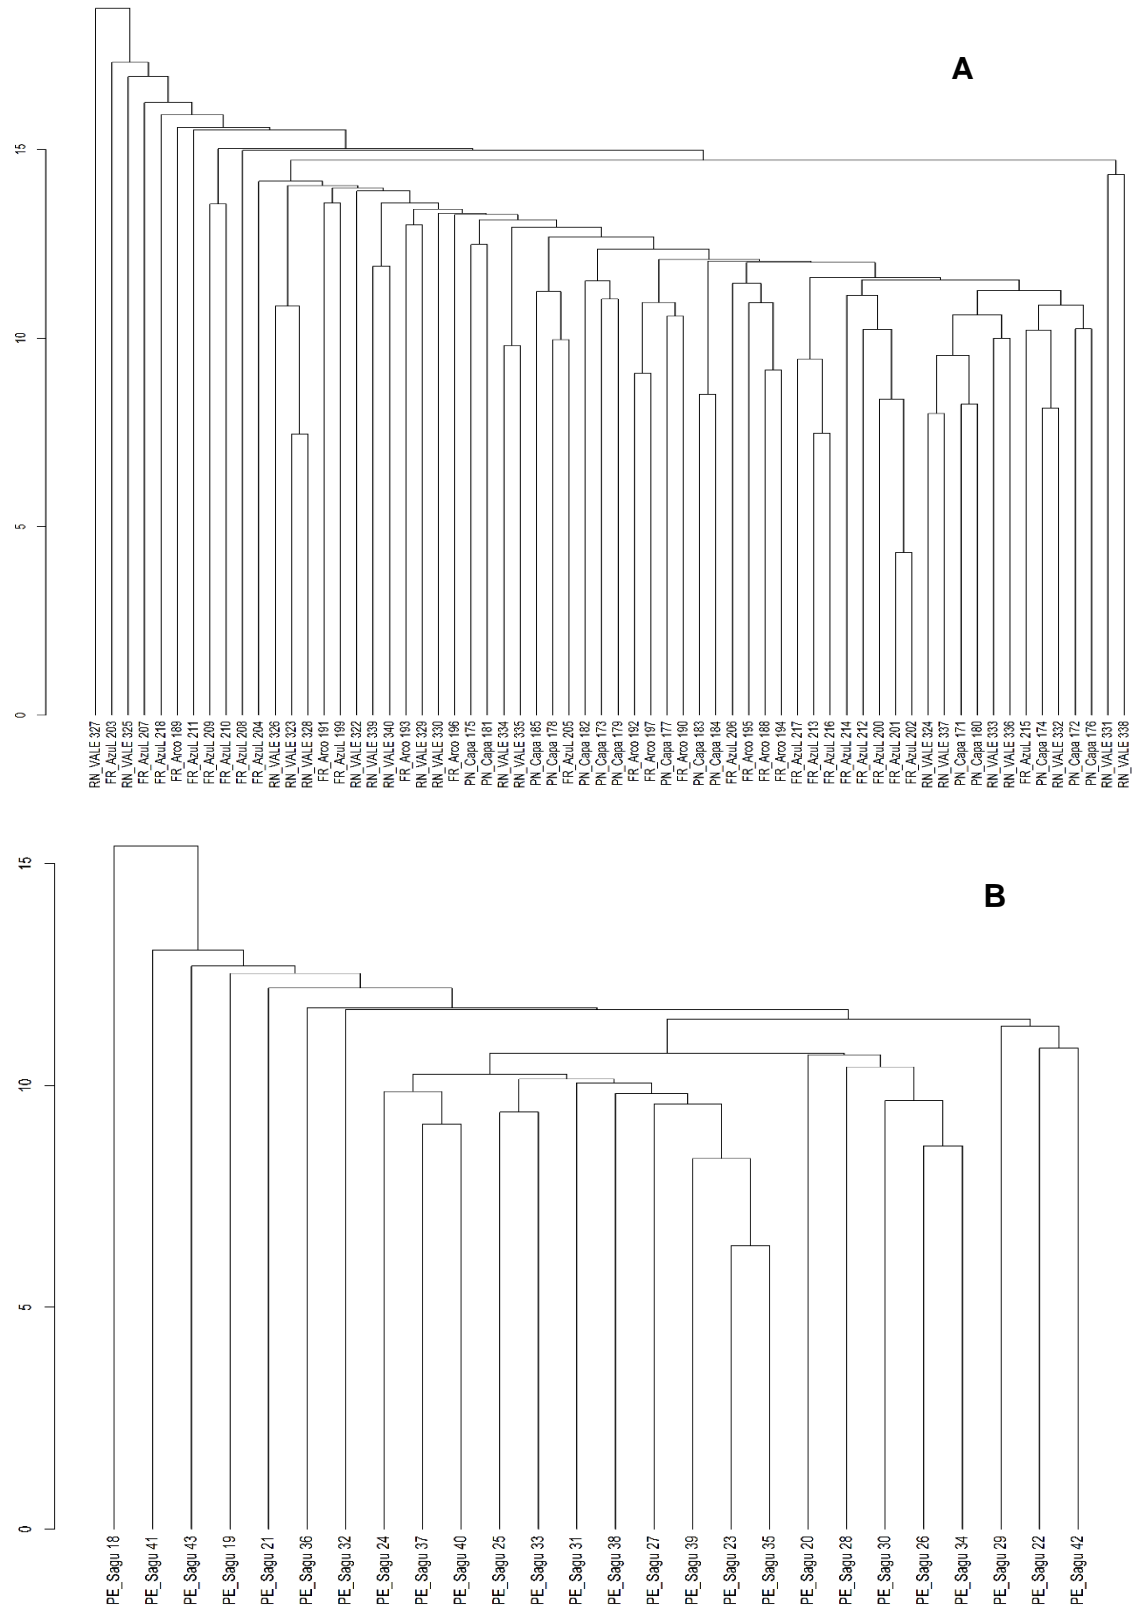 A
15
10
5
0
RN_VALE 327
FR_Azul 203
RN_VALE 325
FR_Azul 207
FR_Azul 218
FR_Arco 189
FR_Azul 211
FR_Azul 209
FR_Azul 210
FR_Azul 208
FR_Azul 204
RN_VALE 326
RN_VALE 323
RN_VALE 328
FR_Arco 191
FR_Azul 199
RN_VALE 322
RN_VALE 339
RN_VALE 340
FR_Arco 193
RN_VALE 329
RN_VALE 330
FR_Arco 196
PN_Capa 175
PN_Capa 181
RN_VALE 334
RN_VALE 335
PN_Capa 185
PN_Capa 178
FR_Azul 205
PN_Capa 182
PN_Capa 173
PN_Capa 179
FR_Arco 192
FR_Arco 197
PN_Capa 177
FR_Arco 190
PN_Capa 183
PN_Capa 184
FR_Azul 206
FR_Arco 195
FR_Arco 188
FR_Arco 194
FR_Azul 217
FR_Azul 213
FR_Azul 216
FR_Azul 214
FR_Azul 212
FR_Azul 200
FR_Azul 201
FR_Azul 202
RN_VALE 324
RN_VALE 337
PN_Capa 171
PN_Capa 180
RN_VALE 333
RN_VALE 336
FR_Azul 215
PN_Capa 174
RN_VALE 332
PN_Capa 172
PN_Capa 176
RN_VALE 331
RN_VALE 338
B
15
10
5
0
PE_Sagu 18
PE_Sagu 41
PE_Sagu 43
PE_Sagu 19
PE_Sagu 21
PE_Sagu 36
PE_Sagu 32
PE_Sagu 24
PE_Sagu 37
PE_Sagu 40
PE_Sagu 25
PE_Sagu 33
PE_Sagu 31
PE_Sagu 38
PE_Sagu 27
PE_Sagu 39
PE_Sagu 23
PE_Sagu 35
PE_Sagu 20
PE_Sagu 28
PE_Sagu 30
PE_Sagu 26
PE_Sagu 34
PE_Sagu 29
PE_Sagu 22
PE_Sagu 42